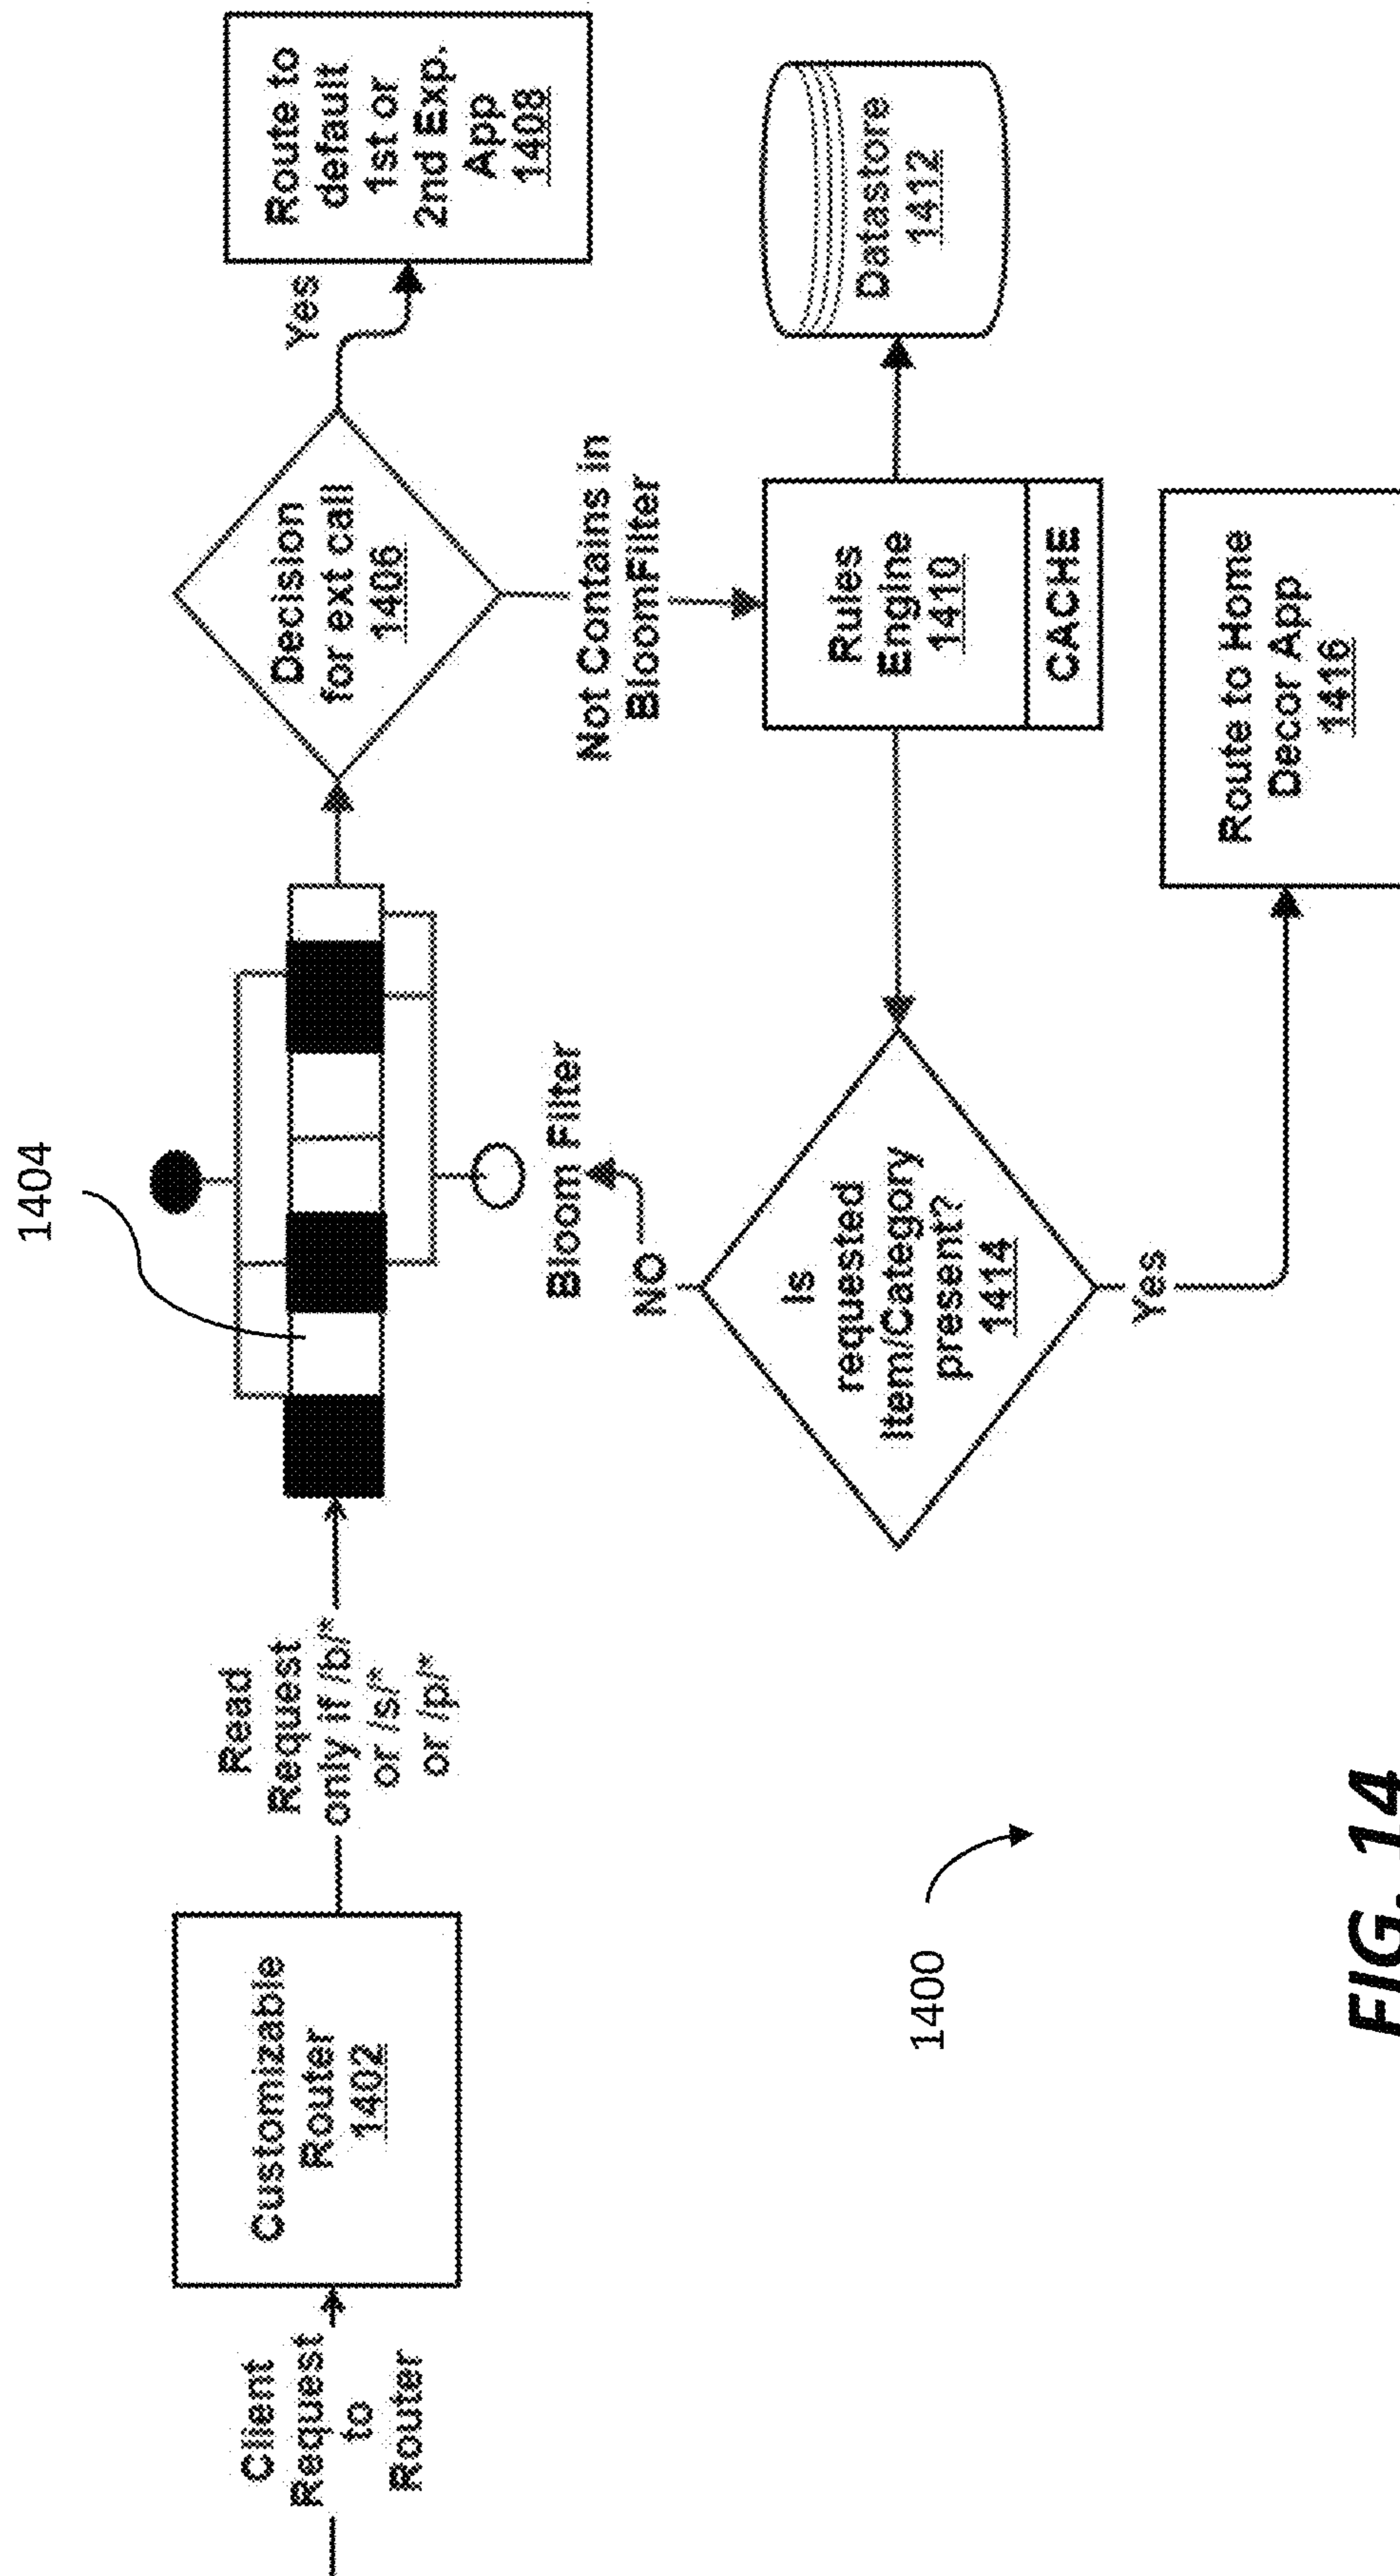 1404
Client
Request
to
Router
Customizable
Router
1402
Read
Request
only if /b/*
or /s/*
or /p/*
Bloom Filter
Decision
for ext call
1406
Yes
Route to
default
1st or
2nd Exp.
App
1408
Not Contains in
BloomFilter
Rules
Engine
1410
CACHE
Datastore
1412
NO
Is
requested
Item/Category
present?
1414
Yes
Route to Home
Decor App
1416
1400
FIG. 14